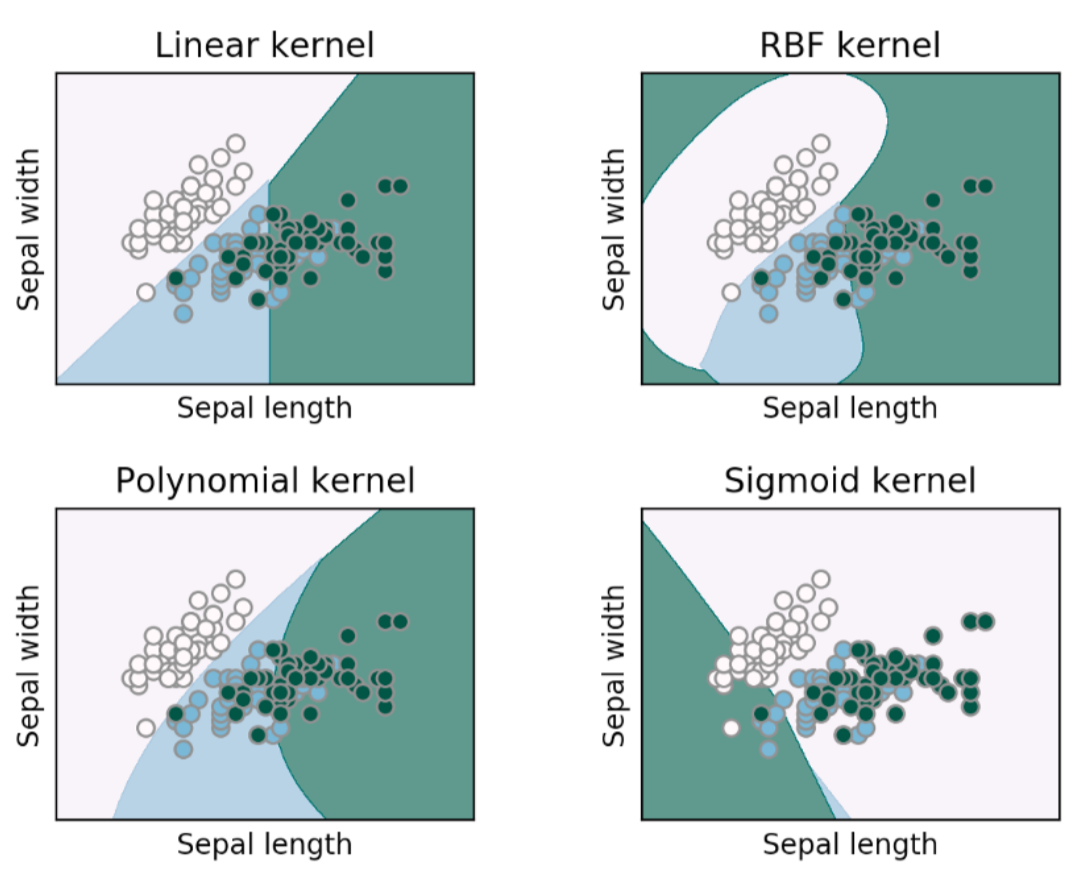 Linear kernel
Sepal width
Sepal length
RBF kernel
Sepal width
Sepal length
Polynomial kernel
Sepal width
Sepal length
Sigmoid kernel
Sepal width
Sepal length